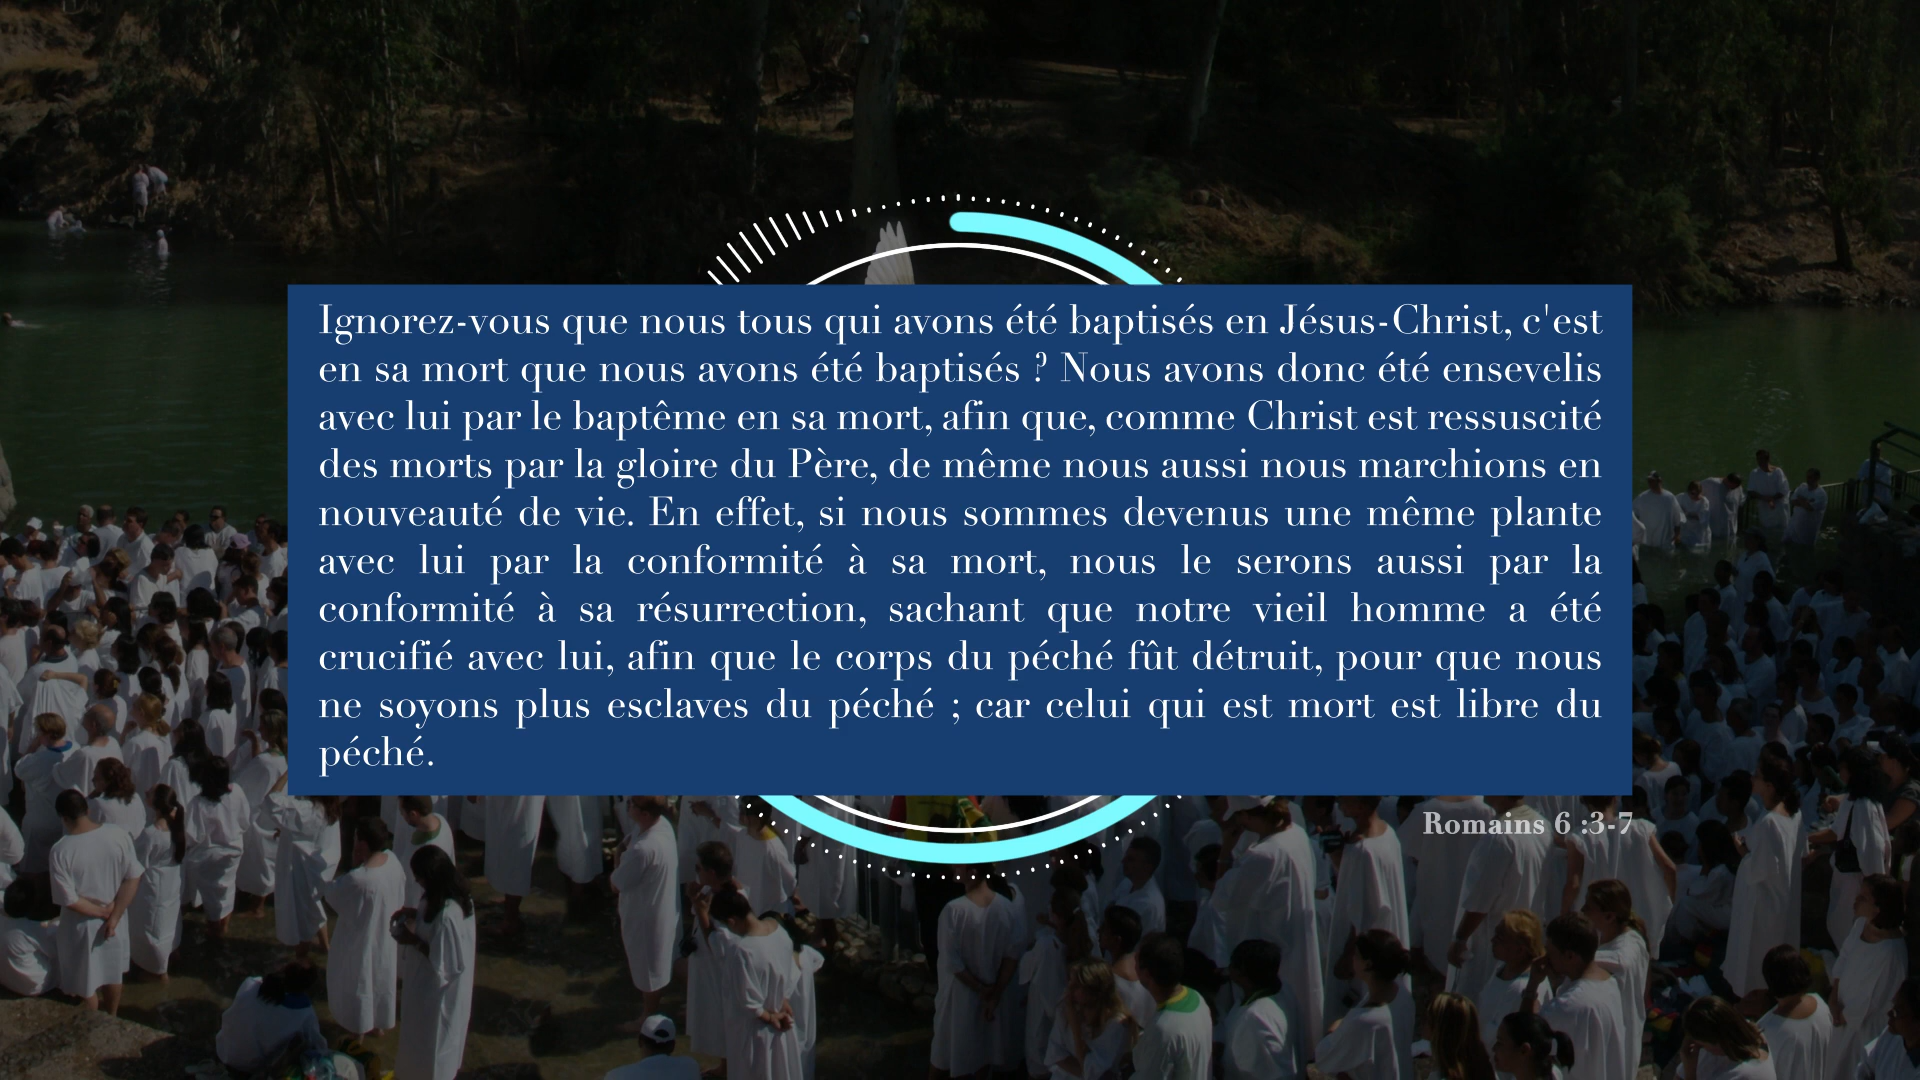 Ignorez-vous que nous tous qui avons été baptisés en Jésus-Christ, c'est
en sa mort que nous avons été baptisés ? Nous avons donc été ensevelis
avec lui par le baptême en sa mort, afin que, comme Christ est ressuscité
des morts par la gloire du Père, de même nous aussi nous marchions en
nouveauté de vie. En effet, si nous sommes devenus une même plante
avec lui par la conformité à sa mort, nous le serons aussi par la
conformité à sa résurrection, sachant que notre vieil homme a été
crucifié avec lui, afin que le corps du péché fût détruit, pour que nous
ne soyons plus esclaves du péché ; car celui qui est mort est libre du
péché.
Romains 6 :3-7